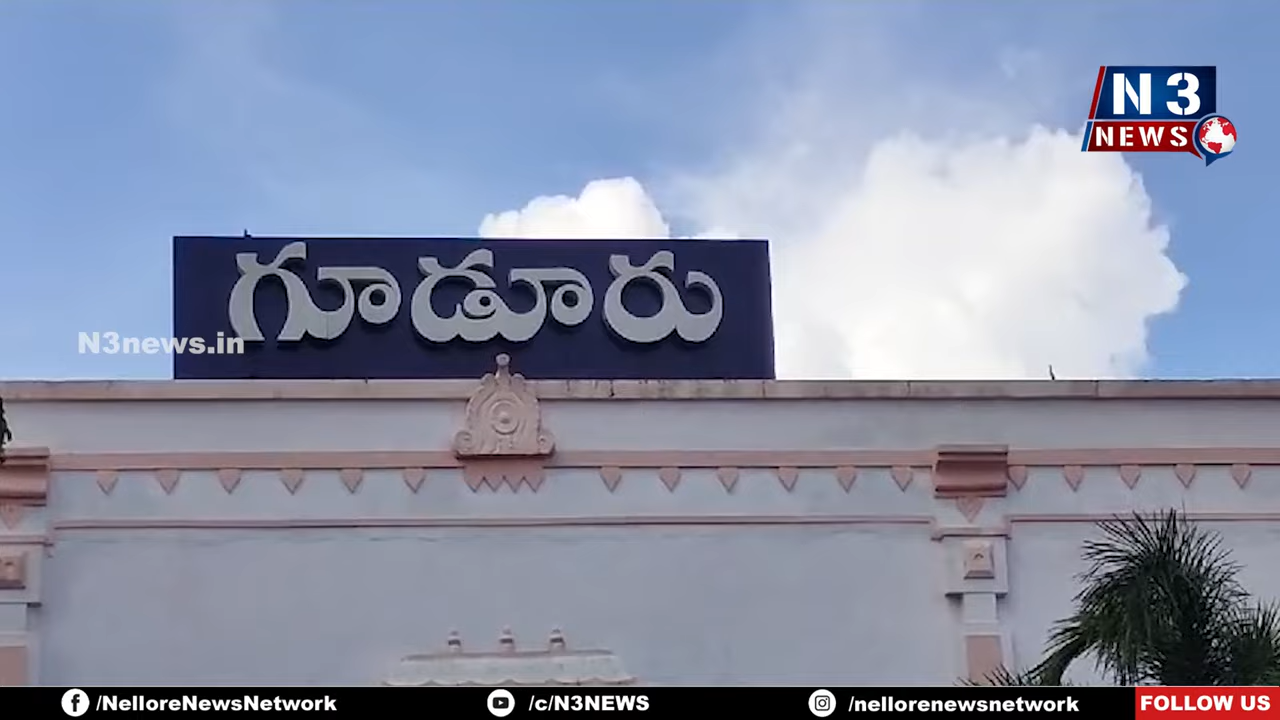 N3
NEWS
గూడూరు
N3news.in
/NelloreNewsNetwork
/c/N3NEWS
/nellorenewsnetwork
FOLLOW US